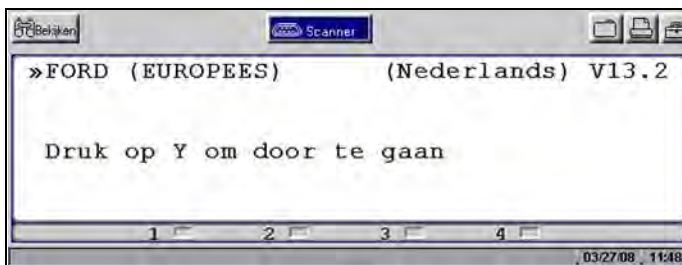 Bekijken Scanner
»FORD (EUROPEES) (Nederlands) V13.2
Druk op Y om door te gaan
1 2 3 4
03/27/08 11:48